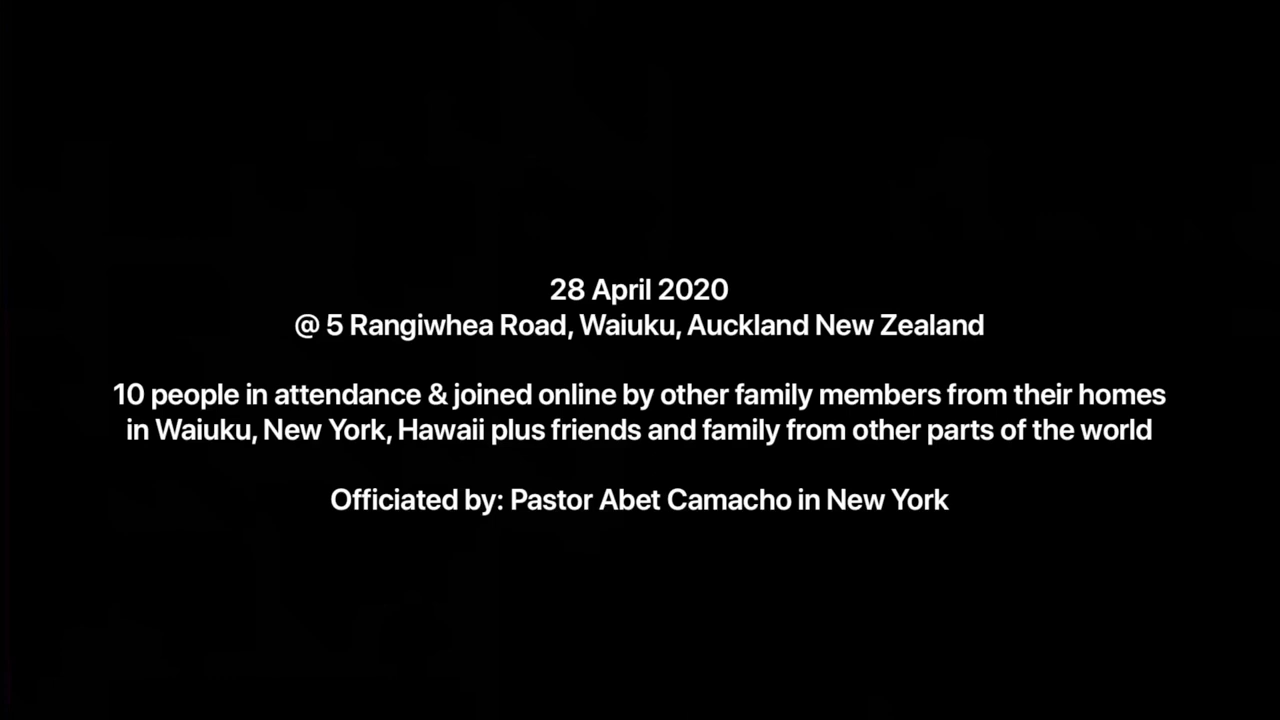 28 April 2020
@ 5 Rangiwhea Road, Waiuku, Auckland New Zealand
10 people in attendance & joined online by other family members from their homes
in Waiuku, New York, Hawaii plus friends and family from other parts of the world
Officiated by: Pastor Abet Camacho in New York